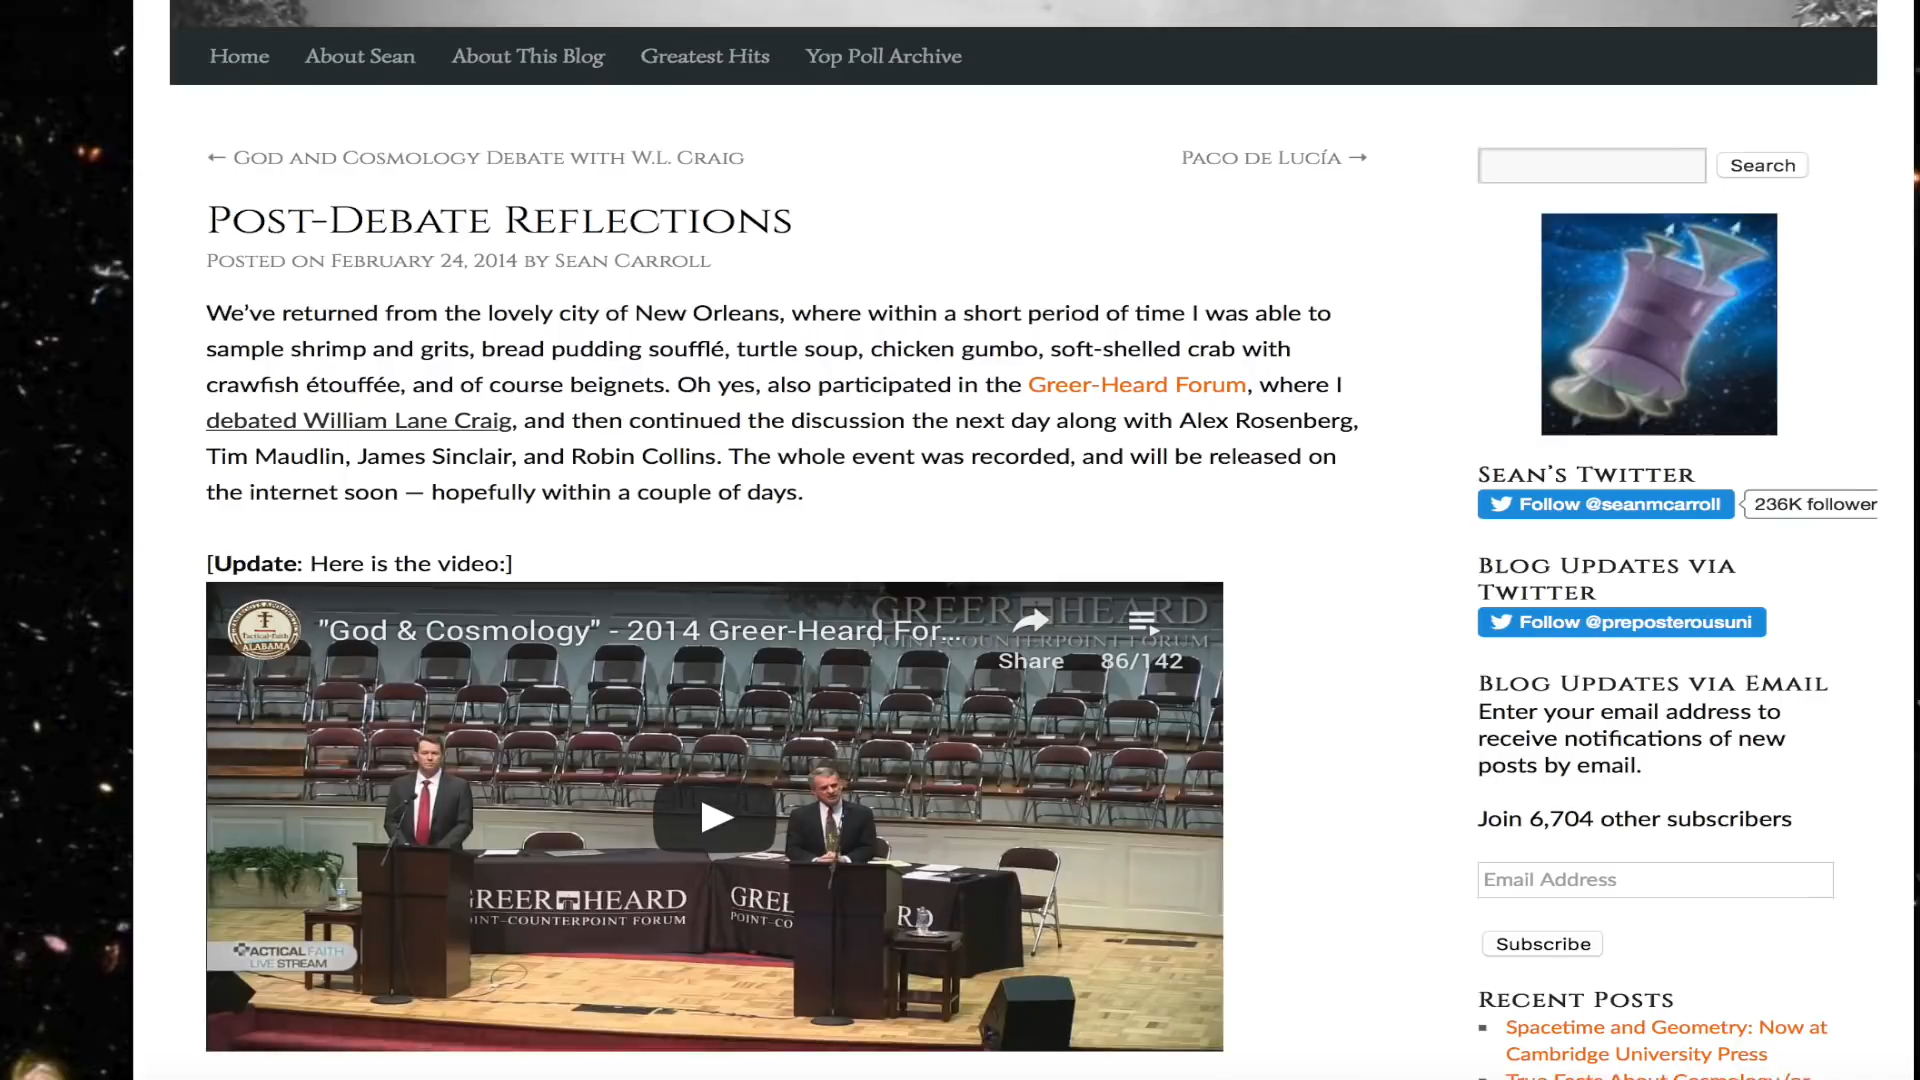 Home About Sean About This Blog Greatest Hits Yop Poll Archive
← God and Cosmology Debate with W.L. Craig
Paco de Lucía →
Search
Post-Debate Reflections
Posted on February 24, 2014 by Sean Carroll
We've returned from the lovely city of New Orleans, where within a short period of time I was able to
sample shrimp and grits, bread pudding soufflé, turtle soup, chicken gumbo, soft-shelled crab with
crawfish étouffée, and of course beignets. Oh yes, also participated in the Greer-Heard Forum, where I
debated William Lane Craig, and then continued the discussion the next day along with Alex Rosenberg,
Tim Maudlin, James Sinclair, and Robin Collins. The whole event was recorded, and will be released on
the internet soon — hopefully within a couple of days.
[Update: Here is the video:]
GREER HEARD
POINT-COUNTERPOINT FORUM
Tactical Faith
ALABAMA
"God & Cosmology" - 2014 Greer-Heard For...
Share 86/142
GREER HEARD
INT-COUNTERPOINT FORUM
GREE
POINT-CO
RD
TACTICAL FAITH
LIVE STREAM
Sean's Twitter
Follow @seanmcarroll
236K follower
Blog Updates via
Twitter
Follow @preposterousuni
Blog Updates via Email
Enter your email address to
receive notifications of new
posts by email.
Join 6,704 other subscribers
Email Address
Subscribe
Recent Posts
Spacetime and Geometry: Now at
Cambridge University Press
True Facts About Cosmology (or